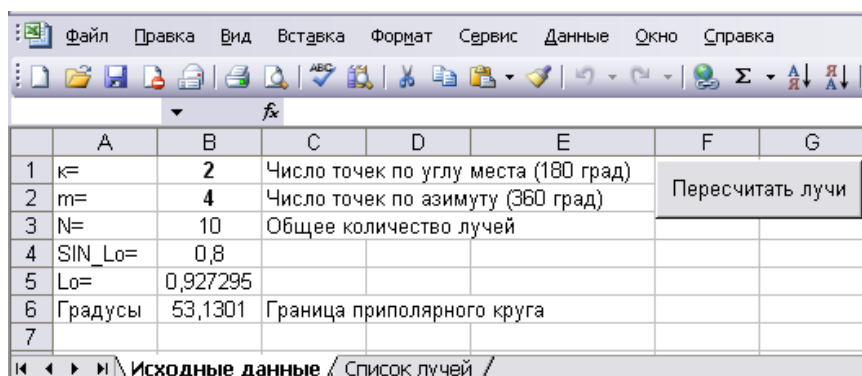 Файл Правка Вид Вставка Формат Сервис Данные Окно Справка
ABC Σ А Я Я А
fx
A B C D E F G
1 к= 2 Число точек по углу места (180 град) Пересчитать лучи
2 m= 4 Число точек по азимуту (360 град)
3 N= 10 Общее количество лучей
4 SIN_Lo= 0,8
5 Lo= 0,927295
6 Градусы 53,1301 Граница приполярного круга
7
Исходные данные / Список лучей /